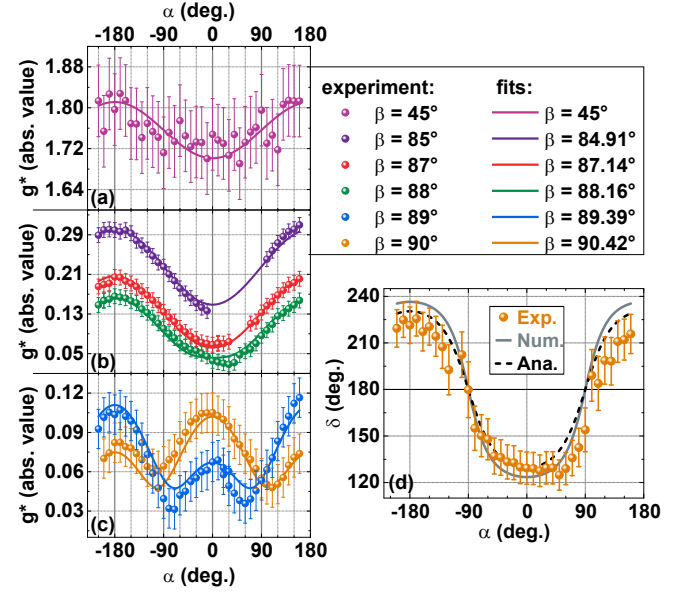 α (deg.)
-180 -90 0 90 180
1.88
1.80
1.72
1.64
g* (abs. value)
(a)
experiment: fits:
β = 45° 45°
β = 85° 84.91°
β = 87° 87.14°
β = 88° 88.16°
β = 89° 89.39°
β = 90° 90.42°
0.29
0.21
0.13
0.05
g* (abs. value)
(b)
0.12
0.09
0.06
0.03
g* (abs. value)
(c)
-180 -90 0 90 180
α (deg.)
240
210
180
150
120
δ (deg.)
Exp.
Num.
Ana.
(d)
-180 -90 0 90 180
α (deg.)